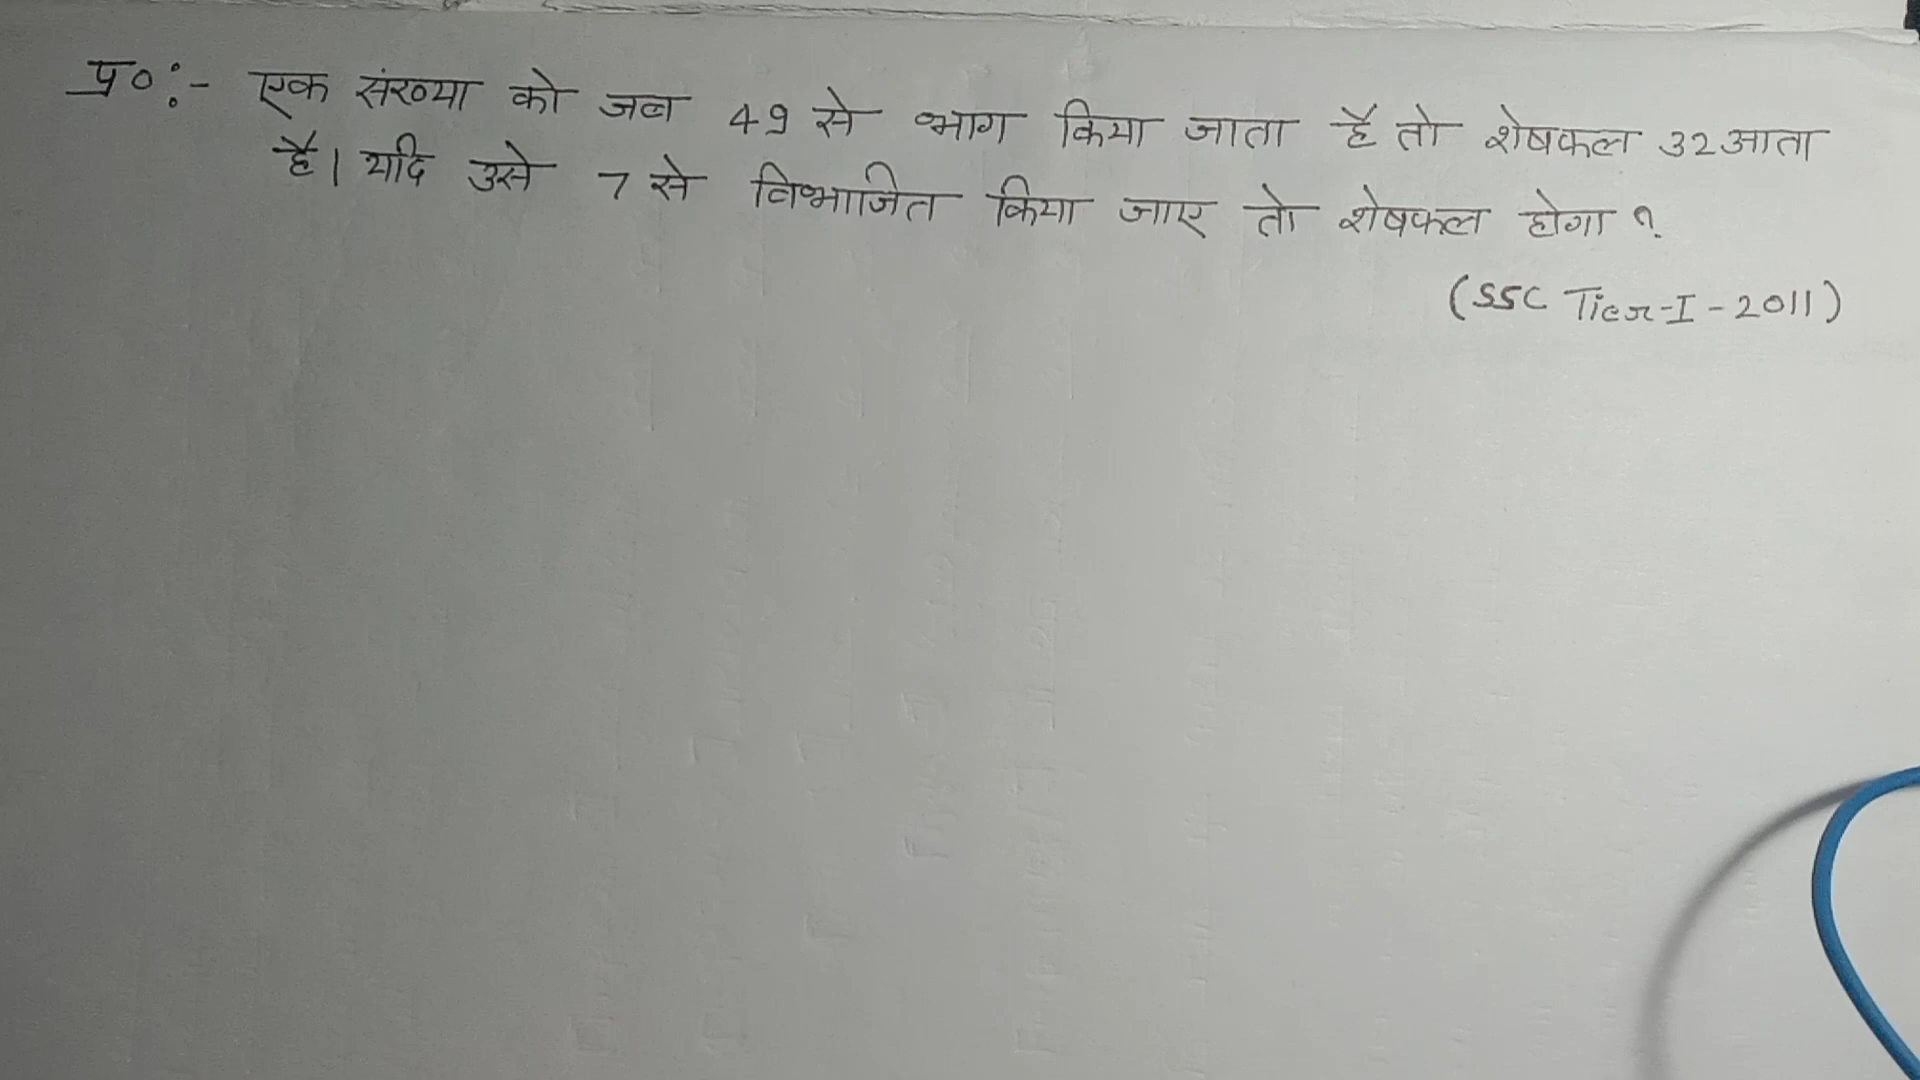 प्र०:- एक संख्या को जब 49 से भाग किया जाता है तो शेषफल 32 आता
है। यदि उसे 7 से विभाजित किया जाए तो शेषफल होगा?
(SSC Tier-I-2011)